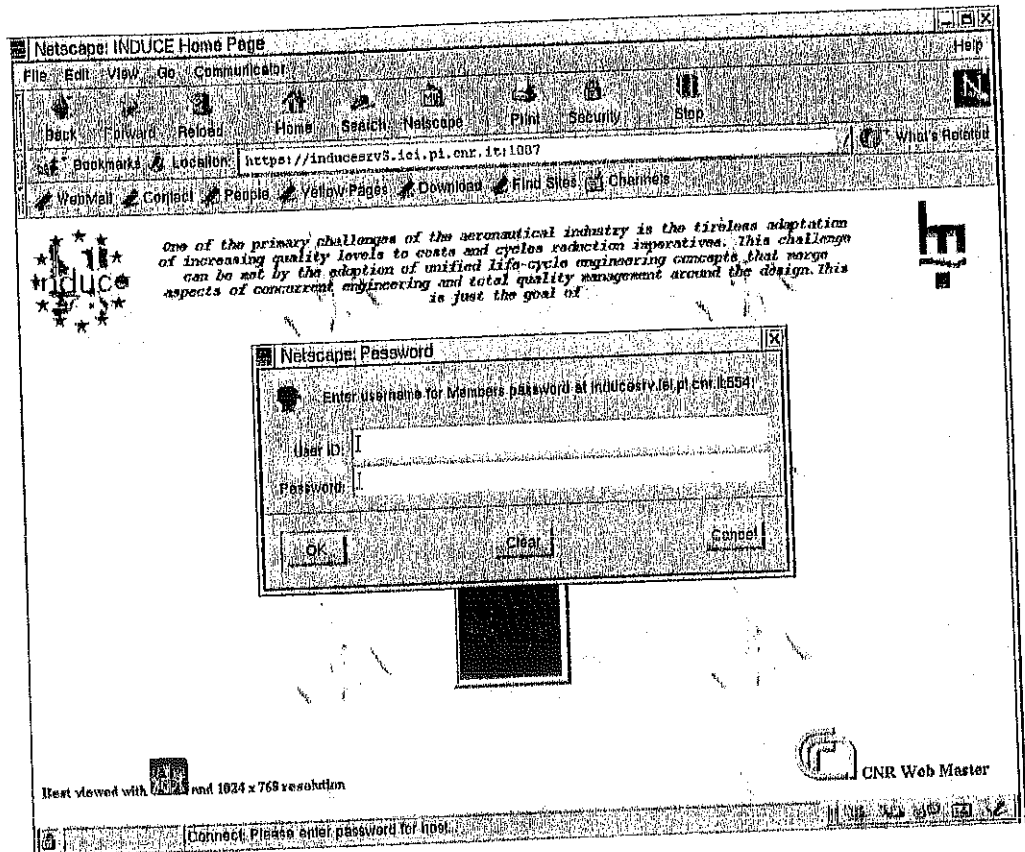 Netscape: INDUCE Home Page
File Edit View Go Communicator Help
Back Forward Reload Home Search Netscape Print Security Stop
Bookmarks Location: https://inducesrv3.iei.pi.cnr.it:1087 What's Related
WebMail Contact People Yellow Pages Download Find Sites Channels
induce
One of the primary challenges of the aeronautical industry is the tireless adaptation
of increasing quality levels to costs and cycles reduction imperatives. This challenge
can be met by the adoption of unified life-cycle engineering concepts that merge
aspects of concurrent engineering and total quality management around the design. This
is just the goal of
Netscape: Password
Enter username for Members password at inducesrv.iei.pi.cnr.it:554:
User ID:
Password:
OK Clear Cancel
Best viewed with and 1024 x 768 resolution
CNR Web Master
Connect: Please enter password for host...